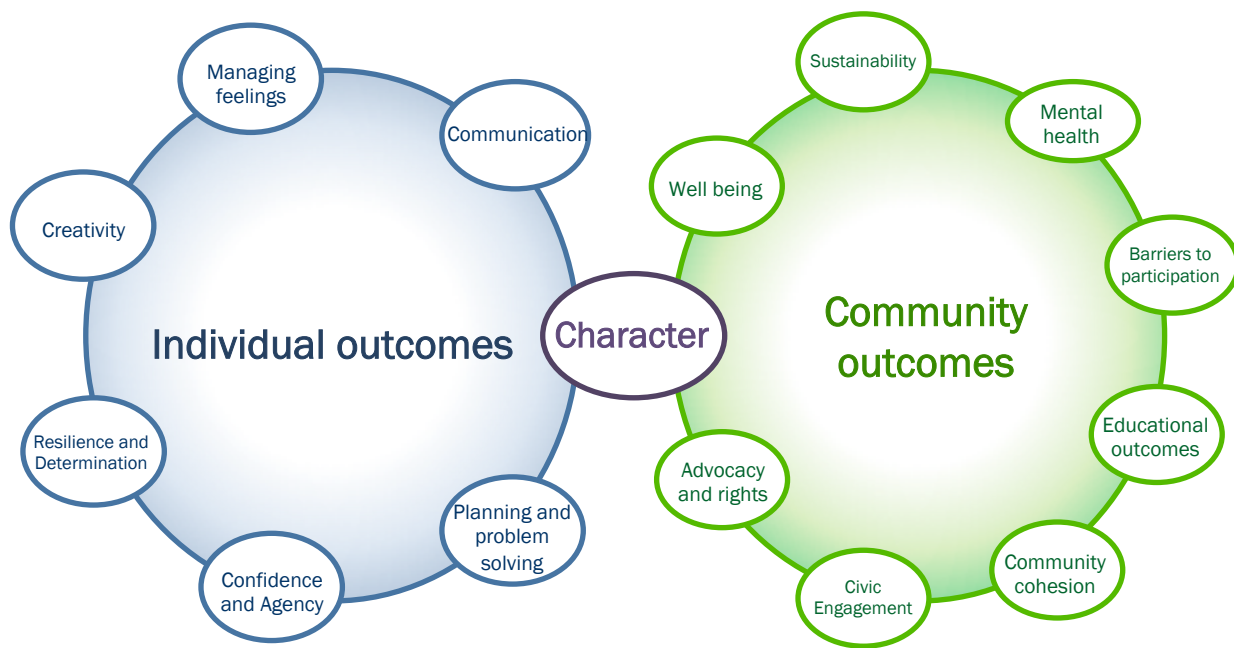 Managing
feelings
Communication
Creativity
Individual outcomes
Resilience and
Determination
Confidence
and Agency
Planning and
problem
solving
Character
Sustainability
Mental
health
Well being
Barriers to
participation
Community
outcomes
Educational
outcomes
Advocacy
and rights
Community
cohesion
Civic
Engagement